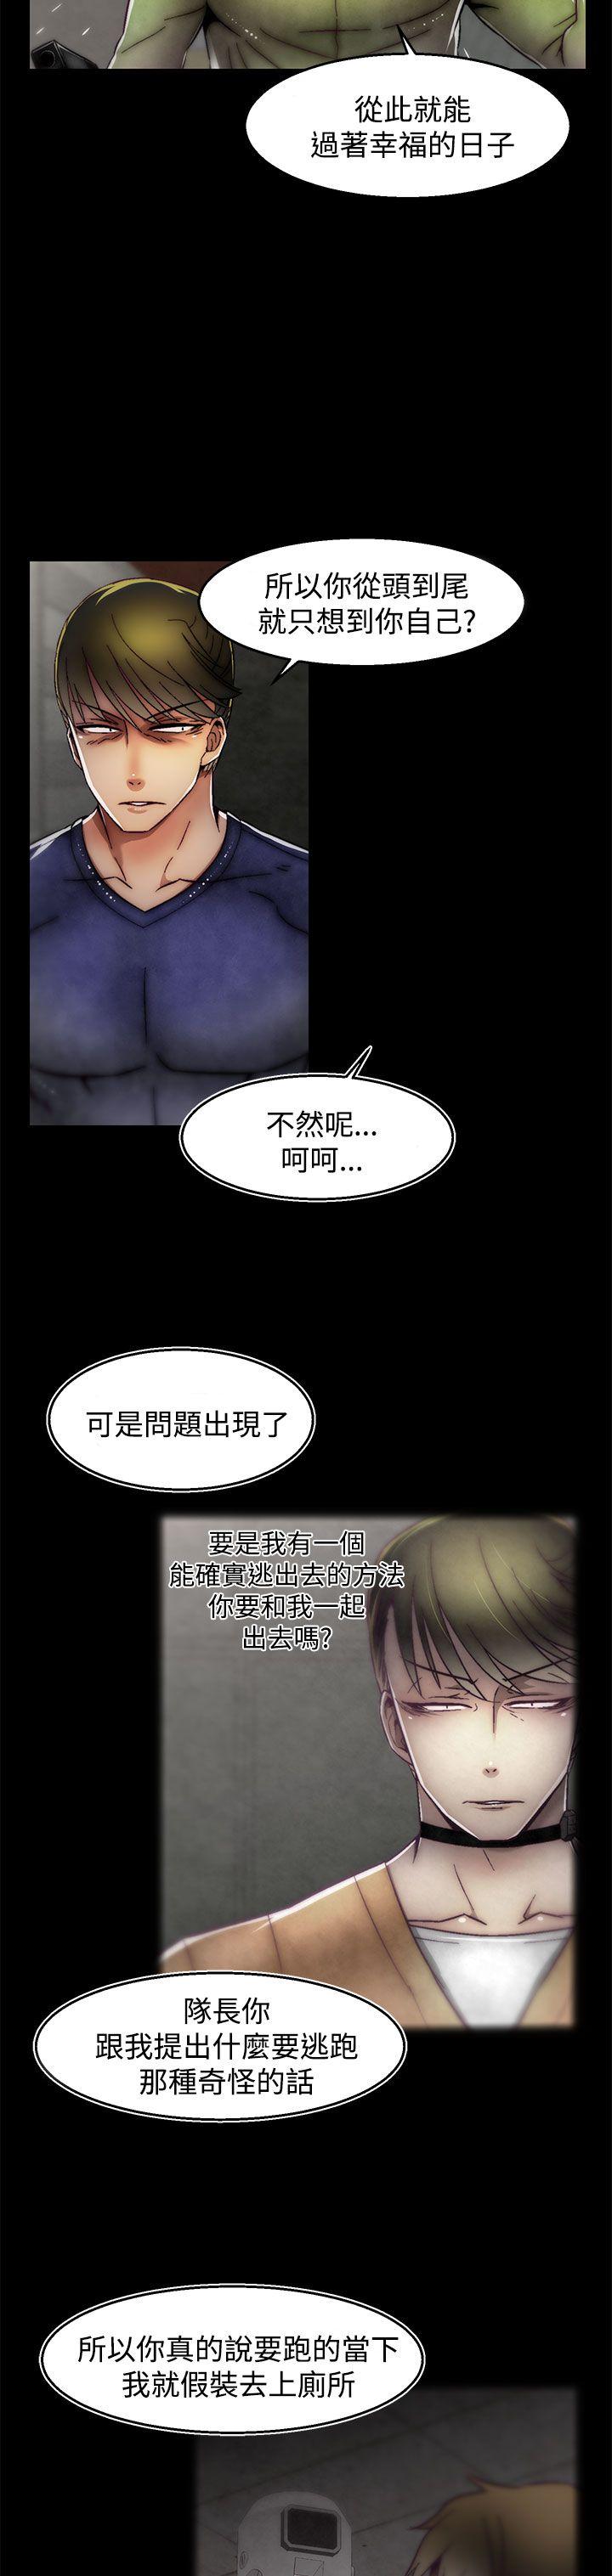 從此就能
過著幸福的日子
所以你從頭到尾
就只想到你自己?
不然呢...
呵呵...
可是問題出現了
要是我有一個
能確實逃出去的方法
你要和我一起
出去嗎?
隊長你
跟我提出什麼要逃跑
那種奇怪的話
所以你真的說要跑的當下
我就假裝去上廁所